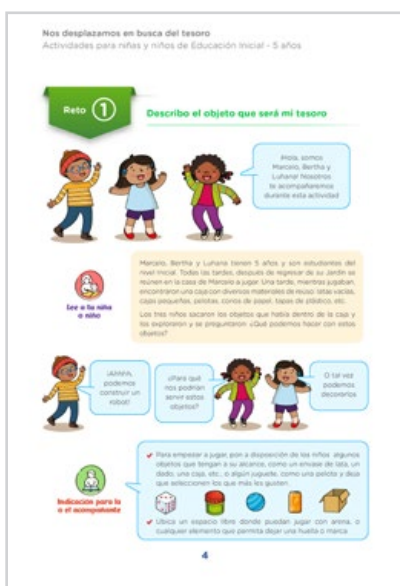 Nos desplazamos en busca del tesoro
Actividades para niñas y niños de Educación Inicial - 5 años
Reto 1
Describo el objeto que será mi tesoro
¡Hola, somos
Marcelo, Bertha y
Luhana! Nosotros
te acompañaremos
durante esta actividad
Marcelo, Bertha y Luhana tienen 5 años y son estudiantes del
nivel inicial. Todas las tardes, después de regresar de su Jardín se
reúnen en la casa de Marcelo a jugar. Una tarde, mientras jugaban,
encontraron una caja con diversos materiales de reúso: latas vacías,
cajas pequeñas, pelotas, conos de papel, tapas de plástico, etc.
Los tres niños sacaron los objetos que había dentro de la caja y
los exploraron y se preguntaron: ¿Qué podemos hacer con estos
objetos?
Lee a tu niña
o niño
podemos
construir un
robot!
¿Para qué
nos podrían
servir estos
objetos?
O tal vez
podemos
decorarlos
Indicación para la
o el acompañante
Para empezar a jugar, pon a disposición de los niños algunos
objetos que tengan a su alcance, como un envase de lata, un
dado, una caja, etc.; o algún juguete, como una pelota y deja
que seleccionen los que más les gusten.
Ubica un espacio libre donde puedan jugar con arena, o
cualquier elemento que permita dejar una huella o marca.
4